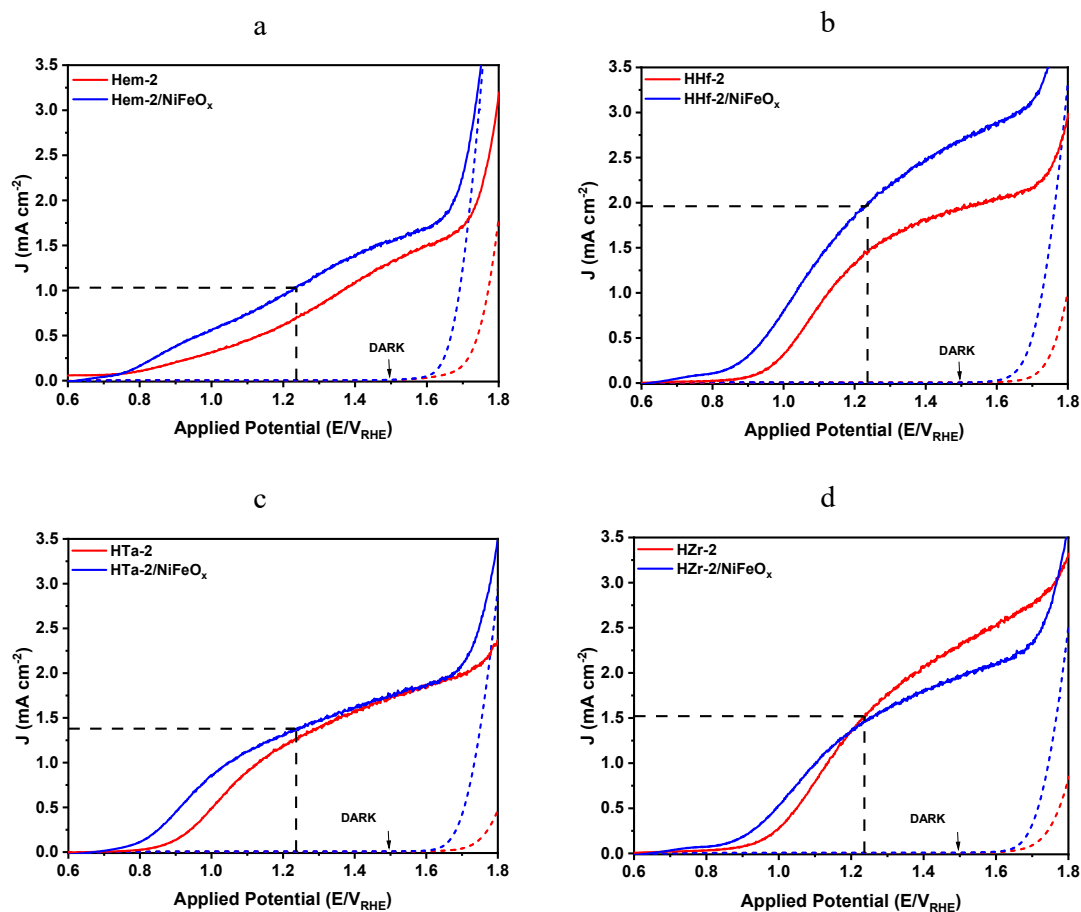 a
Hem-2
Hem-2/NiFeOₓ
J (mA cm⁻²)
3.5
3.0
2.5
2.0
1.5
1.0
0.5
0.0
DARK
0.6 0.8 1.0 1.2 1.4 1.6 1.8
Applied Potential (E/V_RHE)
b
HHf-2
HHf-2/NiFeOₓ
J (mA cm⁻²)
3.5
3.0
2.5
2.0
1.5
1.0
0.5
0.0
DARK
0.6 0.8 1.0 1.2 1.4 1.6 1.8
Applied Potential (E/V_RHE)
c
HTa-2
HTa-2/NiFeOₓ
J (mA cm⁻²)
3.5
3.0
2.5
2.0
1.5
1.0
0.5
0.0
DARK
0.6 0.8 1.0 1.2 1.4 1.6 1.8
Applied Potential (E/V_RHE)
d
HZr-2
HZr-2/NiFeOₓ
J (mA cm⁻²)
3.5
3.0
2.5
2.0
1.5
1.0
0.5
0.0
DARK
0.6 0.8 1.0 1.2 1.4 1.6 1.8
Applied Potential (E/V_RHE)